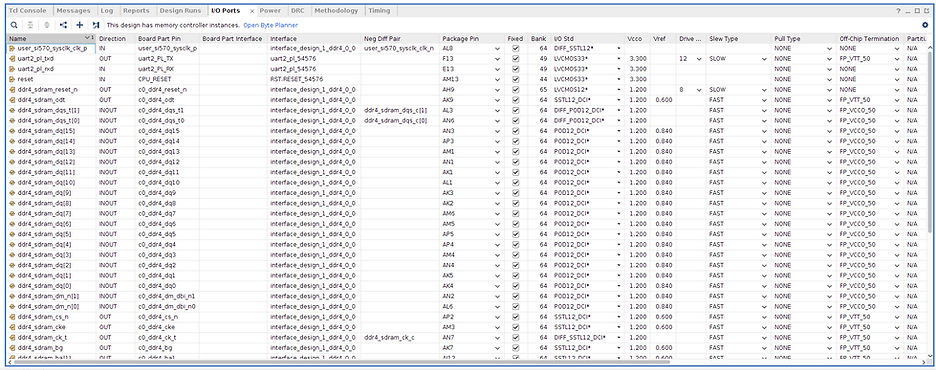 Tcl Console Messages Log Reports Design Runs I/O Ports × Power DRC Methodology Timing
This design has memory controller instances. Open Byte Planner
Name 1 Direction Board Part Pin Board Part Interface Interface Neg Diff Pair Package Pin Fixed Bank I/O Std Vcco Vref Drive ... Slew Type Pull Type Off-Chip Termination Partiti...
user_si570_sysclk_clk_p IN user_si570_sysclk_p interface_design_1_ddr4_0_0 user_si570_sysclk_clk_n AL8 64 DIFF_SSTL12* NONE NONE N/A
uart2_pl_txd OUT uart2_PL_TX uart2_pl_54576 F13 49 LVCMOS33* 3.300 12 SLOW NONE FP_VTT_50 N/A
uart2_pl_rxd IN uart2_PL_RX uart2_pl_54576 E13 49 LVCMOS33* 3.300 NONE NONE N/A
reset IN CPU_RESET RST.RESET_54576 AM13 44 LVCMOS33* 3.300 NONE NONE N/A
ddr4_sdram_reset_n OUT c0_ddr4_reset_n interface_design_1_ddr4_0_0 AH9 65 LVCMOS12* 1.200 8 SLOW NONE NONE N/A
ddr4_sdram_odt OUT c0_ddr4_odt interface_design_1_ddr4_0_0 AK9 64 SSTL12_DCI* 1.200 0.600 FAST NONE FP_VTT_50 N/A
ddr4_sdram_dqs_t[1] INOUT c0_ddr4_dqs_t1 interface_design_1_ddr4_0_0 ddr4_sdram_dqs_c[1] AL3 64 DIFF_POD12_DCI* 1.200 FAST NONE FP_VCCO_50 N/A
ddr4_sdram_dqs_t[0] INOUT c0_ddr4_dqs_t0 interface_design_1_ddr4_0_0 ddr4_sdram_dqs_c[0] AN6 64 DIFF_POD12_DCI* 1.200 FAST NONE FP_VCCO_50 N/A
ddr4_sdram_dq[15] INOUT c0_ddr4_dq15 interface_design_1_ddr4_0_0 AN3 64 POD12_DCI* 1.200 0.840 FAST NONE FP_VCCO_50 N/A
ddr4_sdram_dq[14] INOUT c0_ddr4_dq14 interface_design_1_ddr4_0_0 AP3 64 POD12_DCI* 1.200 0.840 FAST NONE FP_VCCO_50 N/A
ddr4_sdram_dq[13] INOUT c0_ddr4_dq13 interface_design_1_ddr4_0_0 AM1 64 POD12_DCI* 1.200 0.840 FAST NONE FP_VCCO_50 N/A
ddr4_sdram_dq[12] INOUT c0_ddr4_dq12 interface_design_1_ddr4_0_0 AN1 64 POD12_DCI* 1.200 0.840 FAST NONE FP_VCCO_50 N/A
ddr4_sdram_dq[11] INOUT c0_ddr4_dq11 interface_design_1_ddr4_0_0 AK1 64 POD12_DCI* 1.200 0.840 FAST NONE FP_VCCO_50 N/A
ddr4_sdram_dq[10] INOUT c0_ddr4_dq10 interface_design_1_ddr4_0_0 AL1 64 POD12_DCI* 1.200 0.840 FAST NONE FP_VCCO_50 N/A
ddr4_sdram_dq[9] INOUT c0_ddr4_dq9 interface_design_1_ddr4_0_0 AK3 64 POD12_DCI* 1.200 0.840 FAST NONE FP_VCCO_50 N/A
ddr4_sdram_dq[8] INOUT c0_ddr4_dq8 interface_design_1_ddr4_0_0 AK2 64 POD12_DCI* 1.200 0.840 FAST NONE FP_VCCO_50 N/A
ddr4_sdram_dq[7] INOUT c0_ddr4_dq7 interface_design_1_ddr4_0_0 AM6 64 POD12_DCI* 1.200 0.840 FAST NONE FP_VCCO_50 N/A
ddr4_sdram_dq[6] INOUT c0_ddr4_dq6 interface_design_1_ddr4_0_0 AM5 64 POD12_DCI* 1.200 0.840 FAST NONE FP_VCCO_50 N/A
ddr4_sdram_dq[5] INOUT c0_ddr4_dq5 interface_design_1_ddr4_0_0 AP5 64 POD12_DCI* 1.200 0.840 FAST NONE FP_VCCO_50 N/A
ddr4_sdram_dq[4] INOUT c0_ddr4_dq4 interface_design_1_ddr4_0_0 AP4 64 POD12_DCI* 1.200 0.840 FAST NONE FP_VCCO_50 N/A
ddr4_sdram_dq[3] INOUT c0_ddr4_dq3 interface_design_1_ddr4_0_0 AM4 64 POD12_DCI* 1.200 0.840 FAST NONE FP_VCCO_50 N/A
ddr4_sdram_dq[2] INOUT c0_ddr4_dq2 interface_design_1_ddr4_0_0 AN4 64 POD12_DCI* 1.200 0.840 FAST NONE FP_VCCO_50 N/A
ddr4_sdram_dq[1] INOUT c0_ddr4_dq1 interface_design_1_ddr4_0_0 AK5 64 POD12_DCI* 1.200 0.840 FAST NONE FP_VCCO_50 N/A
ddr4_sdram_dq[0] INOUT c0_ddr4_dq0 interface_design_1_ddr4_0_0 AK4 64 POD12_DCI* 1.200 0.840 FAST NONE FP_VCCO_50 N/A
ddr4_sdram_dm_n[1] INOUT c0_ddr4_dm_dbi_n1 interface_design_1_ddr4_0_0 AN2 64 POD12_DCI* 1.200 0.840 FAST NONE FP_VCCO_50 N/A
ddr4_sdram_dm_n[0] INOUT c0_ddr4_dm_dbi_n0 interface_design_1_ddr4_0_0 AL6 64 POD12_DCI* 1.200 0.840 FAST NONE FP_VCCO_50 N/A
ddr4_sdram_cs_n OUT c0_ddr4_cs_n interface_design_1_ddr4_0_0 AP2 64 SSTL12_DCI* 1.200 0.600 FAST NONE FP_VTT_50 N/A
ddr4_sdram_cke OUT c0_ddr4_cke interface_design_1_ddr4_0_0 AM3 64 SSTL12_DCI* 1.200 0.600 FAST NONE FP_VTT_50 N/A
ddr4_sdram_ck_t OUT c0_ddr4_ck_t interface_design_1_ddr4_0_0 ddr4_sdram_ck_c AN7 64 DIFF_SSTL12_DCI* 1.200 FAST NONE FP_VTT_50 N/A
ddr4_sdram_bg OUT c0_ddr4_bg interface_design_1_ddr4_0_0 AK7 64 SSTL12_DCI* 1.200 0.600 FAST NONE FP_VTT_50 N/A